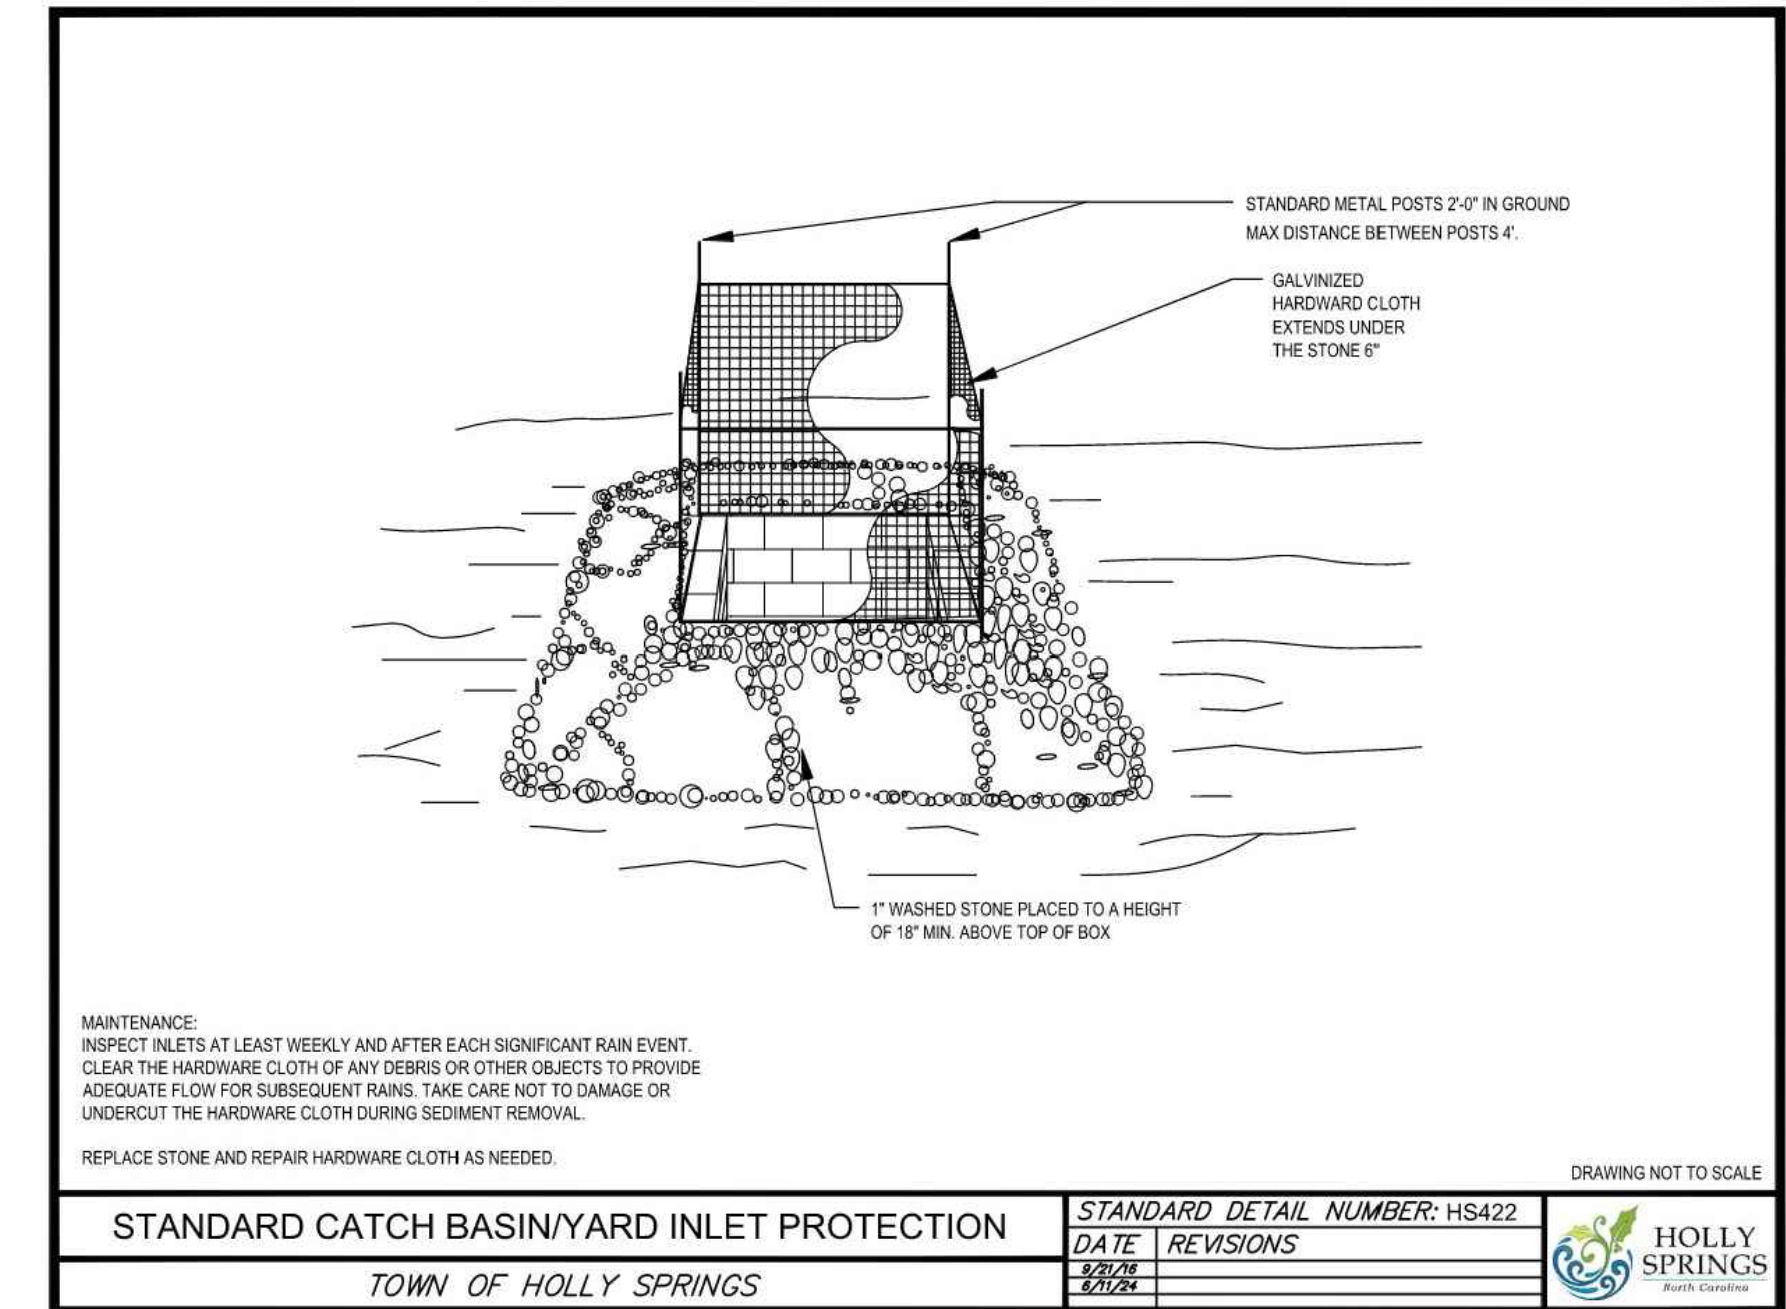 STANDARD METAL POSTS 2'-0" IN GROUND
MAX DISTANCE BETWEEN POSTS 4'.
GALVINIZED
HARDWARD CLOTH
EXTENDS UNDER
THE STONE 6"
1" WASHED STONE PLACED TO A HEIGHT
OF 18" MIN. ABOVE TOP OF BOX
MAINTENANCE:
INSPECT INLETS AT LEAST WEEKLY AND AFTER EACH SIGNIFICANT RAIN EVENT.
CLEAR THE HARDWARE CLOTH OF ANY DEBRIS OR OTHER OBJECTS TO PROVIDE
ADEQUATE FLOW FOR SUBSEQUENT RAINS. TAKE CARE NOT TO DAMAGE OR
UNDERCUT THE HARDWARE CLOTH DURING SEDIMENT REMOVAL.
REPLACE STONE AND REPAIR HARDWARE CLOTH AS NEEDED.
DRAWING NOT TO SCALE
STANDARD CATCH BASIN/YARD INLET PROTECTION
TOWN OF HOLLY SPRINGS
STANDARD DETAIL NUMBER: HS422
DATE REVISIONS
9/21/16
6/11/24
HOLLY
SPRINGS
North Carolina